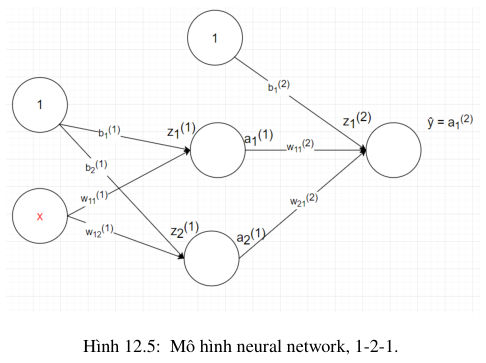 1
b₁⁽²⁾
1
z₁⁽¹⁾
z₁⁽²⁾
ŷ = a₁⁽²⁾
b₁⁽¹⁾
a₁⁽¹⁾
w₁₁⁽²⁾
b₂⁽¹⁾
w₁₁⁽¹⁾
w₂₁⁽²⁾
x
w₁₂⁽¹⁾
z₂⁽¹⁾
a₂⁽¹⁾
Hình 12.5: Mô hình neural network, 1-2-1.